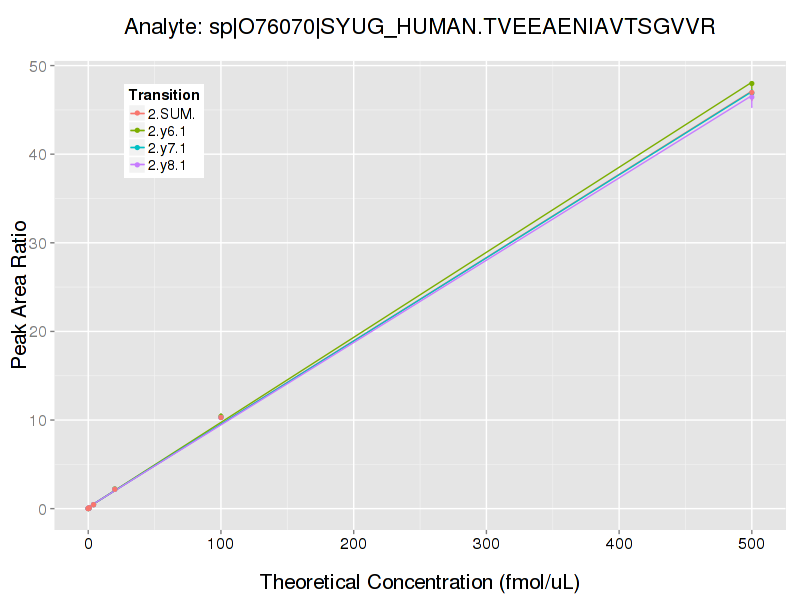 Analyte: sp|O76070|SYUG_HUMAN.TVEEAENIAVTSGVVR
50
40
30
20
10
0
Peak Area Ratio
Transition
2.SUM.
2.y6.1
2.y7.1
2.y8.1
0 100 200 300 400 500
Theoretical Concentration (fmol/uL)